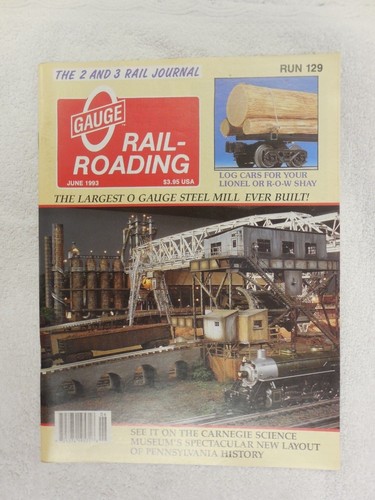 THE 2 AND 3 RAIL JOURNAL
RUN 129
O
GAUGE
RAIL-
ROADING
JUNE 1993 $3.95 USA
LOG CARS FOR YOUR
LIONEL OR R-O-W SHAY
THE LARGEST O GAUGE STEEL MILL EVER BUILT!
SEE IT ON THE CARNEGIE SCIENCE
MUSEUM'S SPECTACULAR NEW LAYOUT
OF PENNSYLVANIA HISTORY